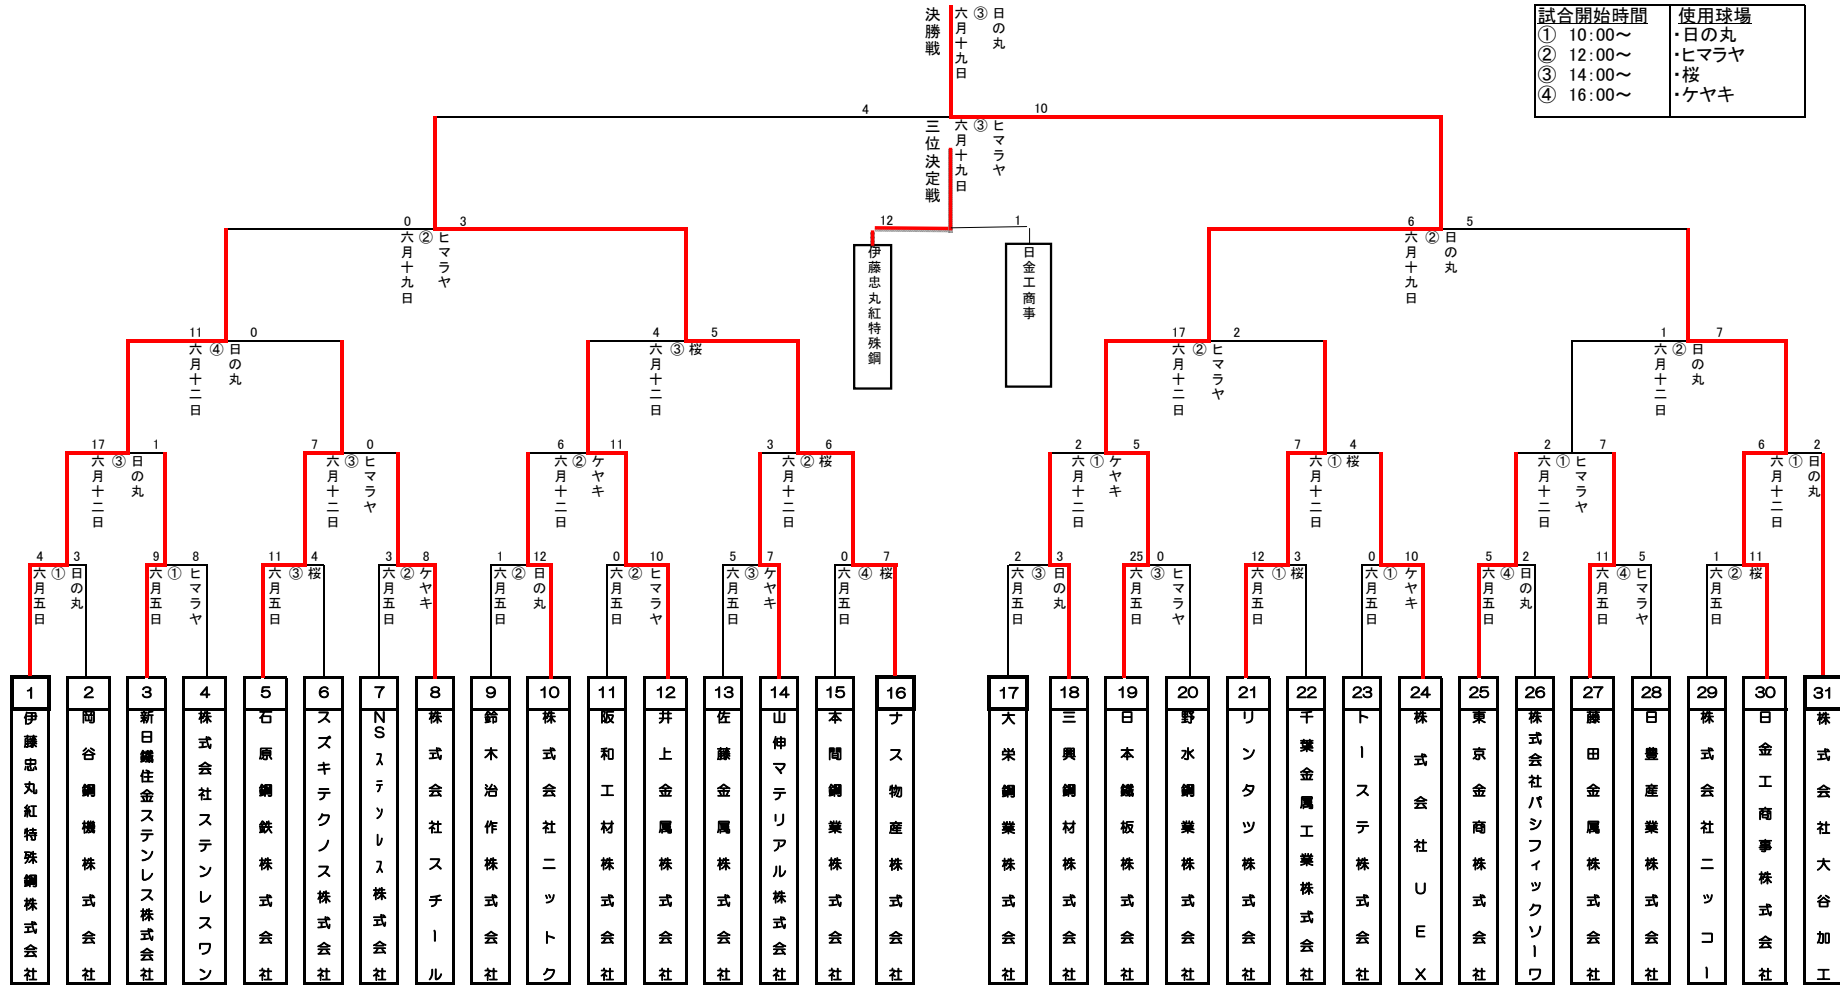 試合開始時間 使用球場
① 10:00～ ・日の丸
② 12:00～ ・ヒマラヤ
③ 14:00～ ・桜
④ 16:00～ ・ケヤキ
決勝戦
六月十九日 ③ 日の丸
4 10
三位決定戦
六月十九日 ③ ヒマラヤ
12 1
伊藤忠丸紅特殊鋼
日金工商事
0 3
六月十九日 ② ヒマラヤ
6 5
六月十九日 ② 日の丸
11 0
六月十二日 ④ 日の丸
4 5
六月十二日 ③ 桜
17 2
六月十二日 ② ヒマラヤ
1 7
六月十二日 ② 日の丸
17 1
六月十二日 ③ 日の丸
7 0
六月十二日 ③ ヒマラヤ
6 11
六月十二日 ② ケヤキ
3 6
六月十二日 ② 桜
2 5
六月十二日 ① ケヤキ
7 4
六月十二日 ① 桜
2 7
六月十二日 ① ヒマラヤ
6 2
六月十二日 ① 日の丸
4 3
六月五日 ① 日の丸
9 8
六月五日 ① ヒマラヤ
11 4
六月五日 ③ 桜
3 8
六月五日 ② ケヤキ
1 12
六月五日 ② 日の丸
0 10
六月五日 ② ヒマラヤ
5 7
六月五日 ③ ケヤキ
0 7
六月五日 ④ 桜
2 3
六月五日 ③ 日の丸
25 0
六月五日 ③ ヒマラヤ
12 3
六月五日 ① 桜
0 10
六月五日 ① ケヤキ
5 2
六月五日 ④ 日の丸
11 5
六月五日 ④ ヒマラヤ
1 11
六月五日 ② 桜
1 伊藤忠丸紅特殊鋼株式会社
2 岡谷鋼機株式会社
3 新日鐵住金ステンレス株式会社
4 株式会社ステンレスワン
5 石原鋼鉄株式会社
6 スズキテクノス株式会社
7 NSステンレス株式会社
8 株式会社スチール
9 鈴木治作株式会社
10 株式会社ニットク
11 阪和工材株式会社
12 井上金属株式会社
13 佐藤金属株式会社
14 山伸マテリアル株式会社
15 本間鋼業株式会社
16 ナス物産株式会社
17 大栄鋼業株式会社
18 三興鋼材株式会社
19 日本鐵板株式会社
20 野水鋼業株式会社
21 リンタツ株式会社
22 千葉金属工業株式会社
23 トーステ株式会社
24 株式会社UEX
25 東京金商株式会社
26 株式会社パシフィックソーワ
27 藤田金属株式会社
28 日豊産業株式会社
29 株式会社ニッコー
30 日金工商事株式会社
31 株式会社大谷加工